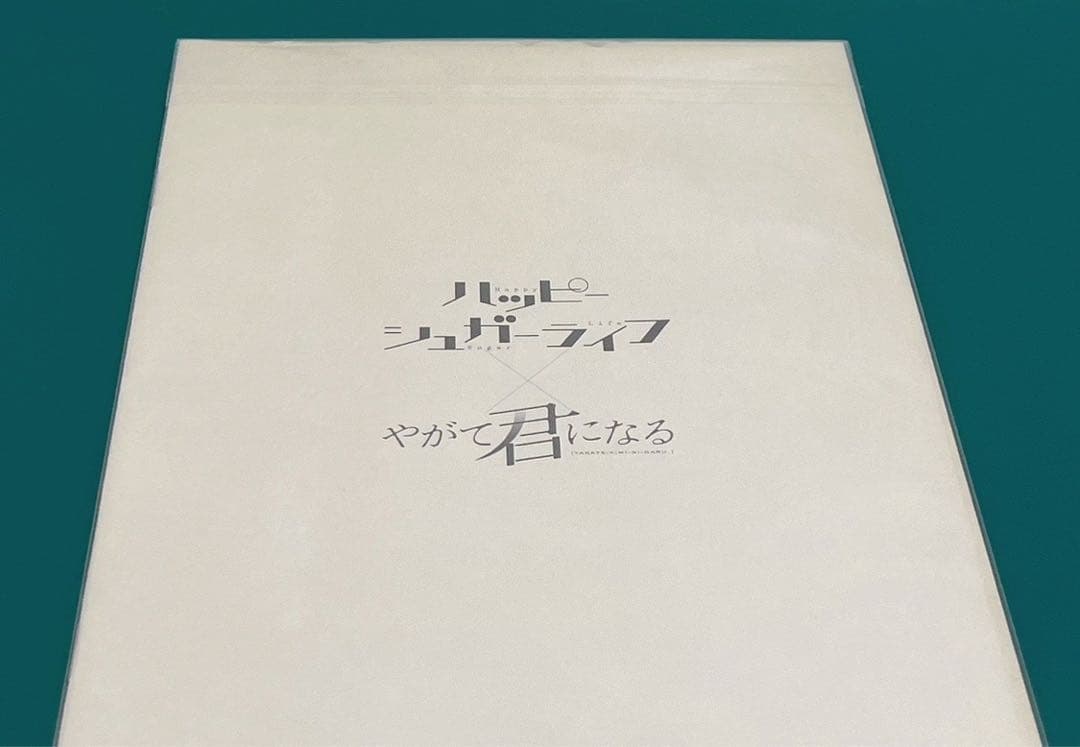 ハッピー
Happy
シュガーライフ
Sugar Life
×
やがて君になる
[YAGATE-KIMI-NI-NARU.]